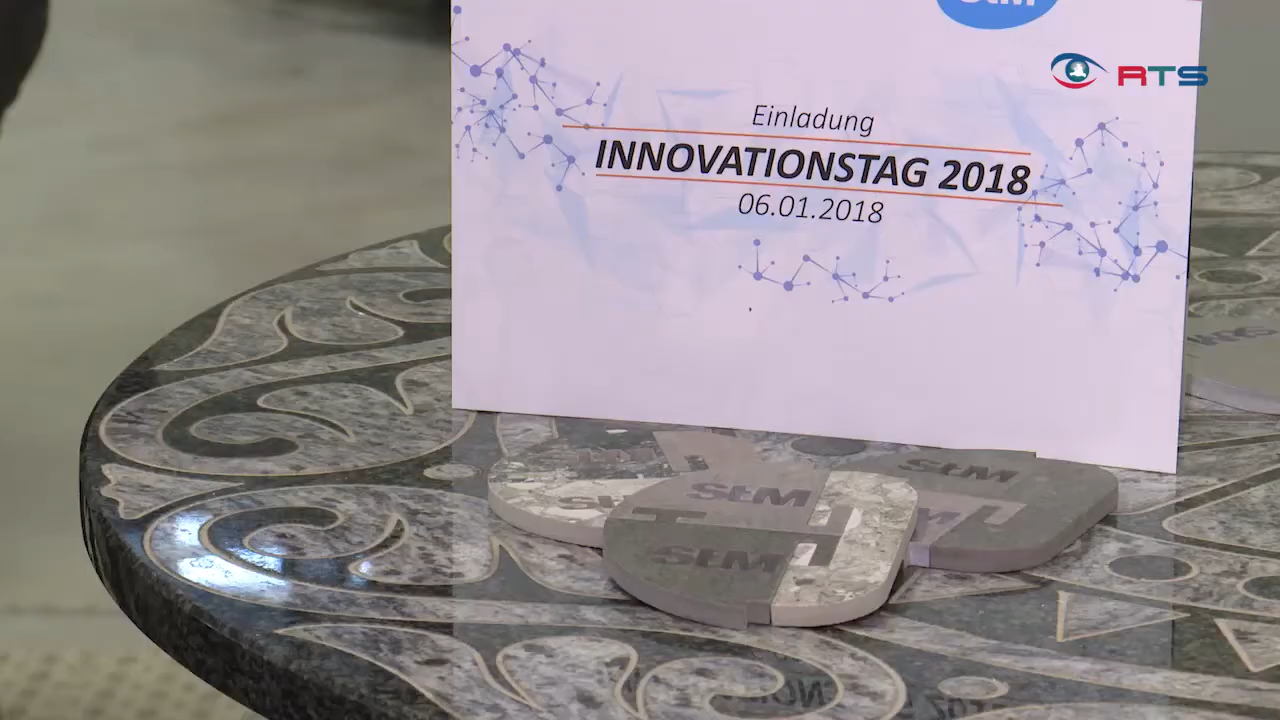 StM
RTS
Einladung
INNOVATIONSTAG 2018
06.01.2018
StM
StM
StM